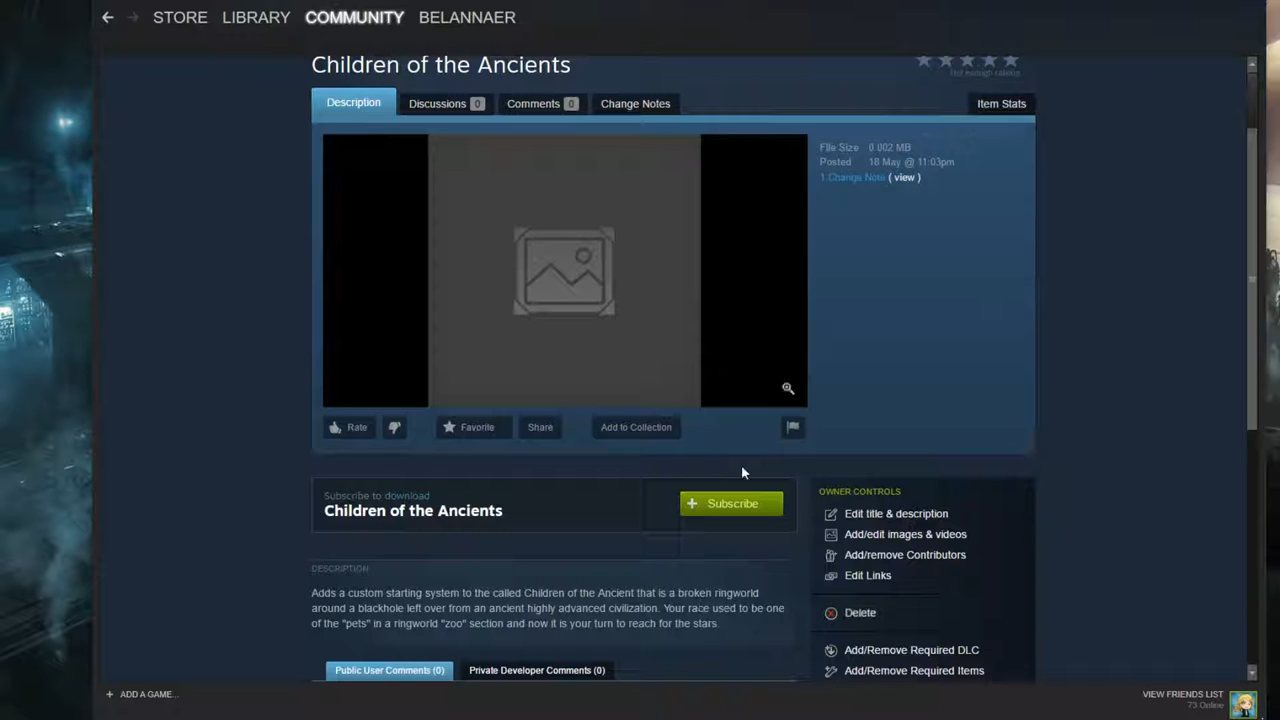 STORE LIBRARY COMMUNITY BELANNAER
Children of the Ancients
Not enough ratings
Description Discussions 0 Comments 0 Change Notes Item Stats
File Size 0.002 MB
Posted 18 May @ 11:03pm
1 Change Note ( view )
Rate Favorite Share Add to Collection
Subscribe to download
Children of the Ancients
Subscribe
OWNER CONTROLS
Edit title & description
Add/edit images & videos
Add/remove Contributors
Edit Links
Delete
Add/Remove Required DLC
Add/Remove Required Items
DESCRIPTION
Adds a custom starting system to the called Children of the Ancient that is a broken ringworld
around a blackhole left over from an ancient highly advanced civilization. Your race used to be one
of the "pets" in a ringworld "zoo" section and now it is your turn to reach for the stars.
Public User Comments (0) Private Developer Comments (0)
+ ADD A GAME...
VIEW FRIENDS LIST
73 Online